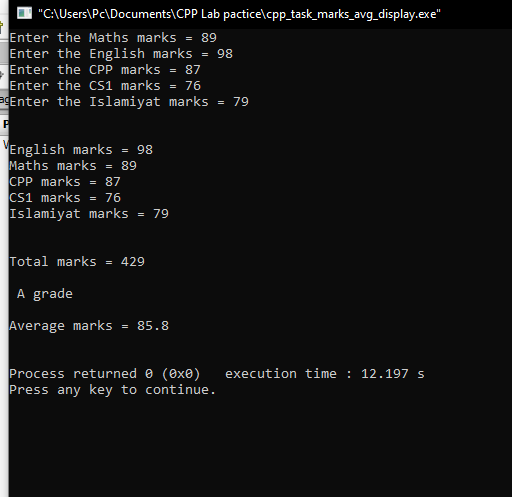 "C:\Users\Pc\Documents\CPP Lab pactice\cpp_task_marks_avg_display.exe"
Enter the Maths marks = 89
Enter the English marks = 98
Enter the CPP marks = 87
Enter the CS1 marks = 76
Enter the Islamiyat marks = 79
English marks = 98
Maths marks = 89
CPP marks = 87
CS1 marks = 76
Islamiyat marks = 79
Total marks = 429
A grade
Average marks = 85.8
Process returned 0 (0x0)   execution time : 12.197 s
Press any key to continue.